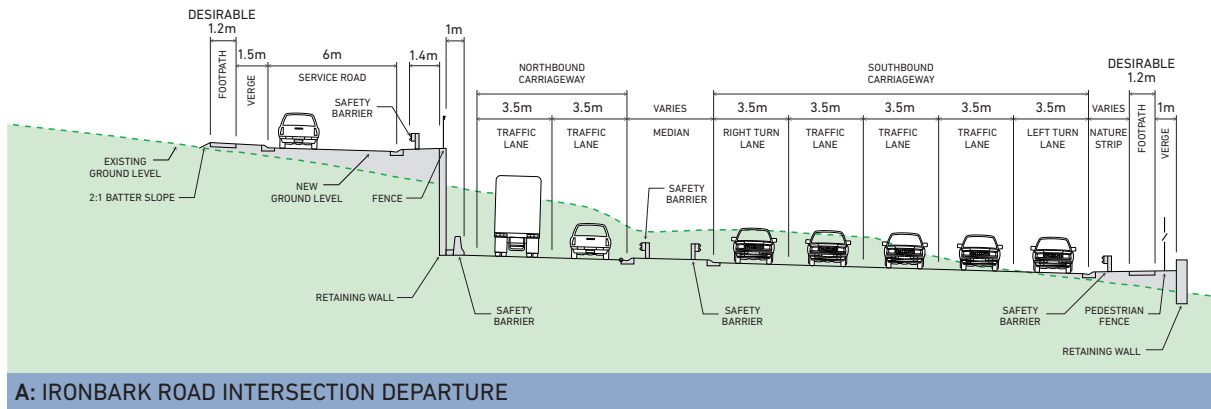 DESIRABLE
1.2m
1.5m
6m
1.4m
1m
FOOTPATH
VERGE
SERVICE ROAD
SAFETY
BARRIER
NORTHBOUND
CARRIAGEWAY
3.5m
3.5m
TRAFFIC
LANE
TRAFFIC
LANE
VARIES
MEDIAN
SOUTHBOUND
CARRIAGEWAY
3.5m
3.5m
3.5m
3.5m
3.5m
RIGHT TURN
LANE
TRAFFIC
LANE
TRAFFIC
LANE
TRAFFIC
LANE
LEFT TURN
LANE
VARIES
NATURE
STRIP
DESIRABLE
1.2m
FOOTPATH
1m
VERGE
EXISTING
GROUND LEVEL
2:1 BATTER SLOPE
NEW
GROUND LEVEL
FENCE
SAFETY
BARRIER
RETAINING WALL
SAFETY
BARRIER
SAFETY
BARRIER
SAFETY
BARRIER
PEDESTRIAN
FENCE
RETAINING WALL
A: IRONBARK ROAD INTERSECTION DEPARTURE